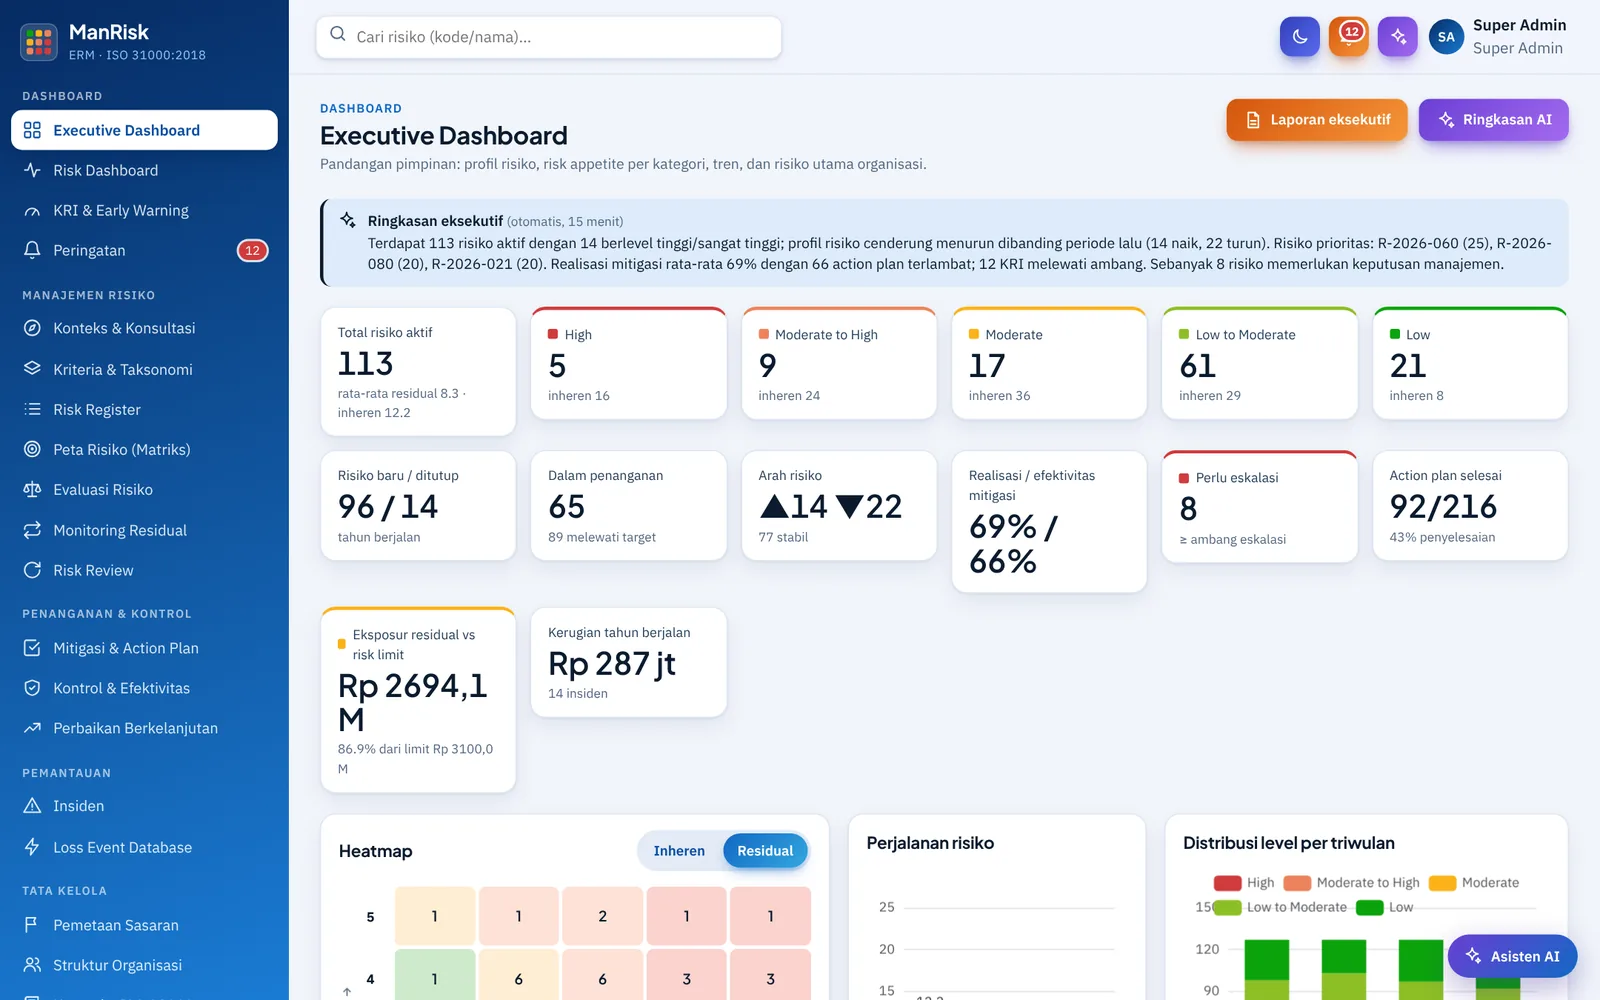 ManRisk
ERM · ISO 31000:2018
DASHBOARD
Executive Dashboard
Risk Dashboard
KRI & Early Warning
Peringatan
12
MANAJEMEN RISIKO
Konteks & Konsultasi
Kriteria & Taksonomi
Risk Register
Peta Risiko (Matriks)
Evaluasi Risiko
Monitoring Residual
Risk Review
PENANGANAN & KONTROL
Mitigasi & Action Plan
Kontrol & Efektivitas
Perbaikan Berkelanjutan
PEMANTAUAN
Insiden
Loss Event Database
TATA KELOLA
Pemetaan Sasaran
Struktur Organisasi
Cari risiko (kode/nama)...
12
SA
Super Admin
Super Admin
DASHBOARD
Executive Dashboard
Pandangan pimpinan: profil risiko, risk appetite per kategori, tren, dan risiko utama organisasi.
Laporan eksekutif
Ringkasan AI
Ringkasan eksekutif (otomatis, 15 menit)
Terdapat 113 risiko aktif dengan 14 berlevel tinggi/sangat tinggi; profil risiko cenderung menurun dibanding periode lalu (14 naik, 22 turun). Risiko prioritas: R-2026-060 (25), R-2026-
080 (20), R-2026-021 (20). Realisasi mitigasi rata-rata 69% dengan 66 action plan terlambat; 12 KRI melewati ambang. Sebanyak 8 risiko memerlukan keputusan manajemen.
Total risiko aktif
113
rata-rata residual 8.3 ·
inheren 12.2
High
5
inheren 16
Moderate to High
9
inheren 24
Moderate
17
inheren 36
Low to Moderate
61
inheren 29
Low
21
inheren 8
Risiko baru / ditutup
96 / 14
tahun berjalan
Dalam penanganan
65
89 melewati target
Arah risiko
▲14 ▼22
77 stabil
Realisasi / efektivitas
mitigasi
69% /
66%
Perlu eskalasi
8
≥ ambang eskalasi
Action plan selesai
92/216
43% penyelesaian
Eksposur residual vs
risk limit
Rp 2694,1
M
86.9% dari limit Rp 3100,0
M
Kerugian tahun berjalan
Rp 287 jt
14 insiden
Heatmap
Inheren
Residual
5
1
1
2
1
1
4
1
6
6
3
3
Perjalanan risiko
25
20
15
Distribusi level per triwulan
High
Moderate to High
Moderate
Low to Moderate
Low
120
90
Asisten AI